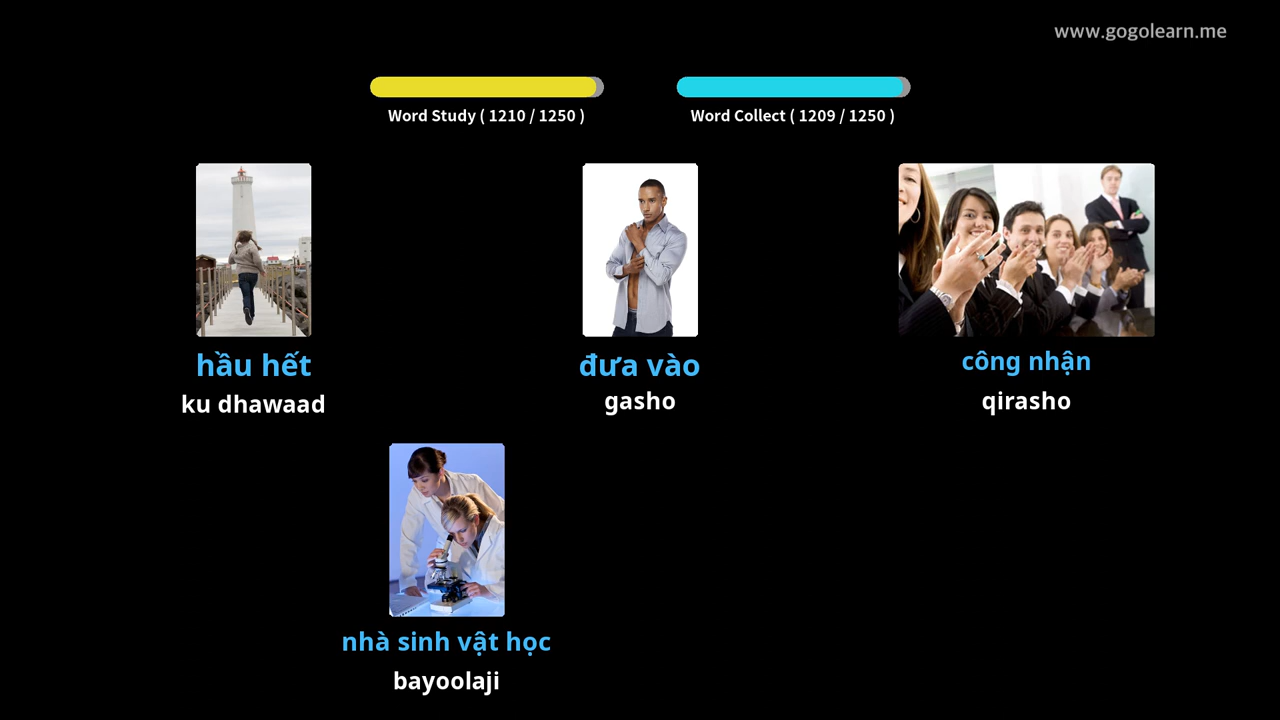 www.gogolearn.me
Word Study ( 1210 / 1250 )
Word Collect ( 1209 / 1250 )
hầu hết
ku dhawaad
đưa vào
gasho
công nhận
qirasho
nhà sinh vật học
bayoolaji